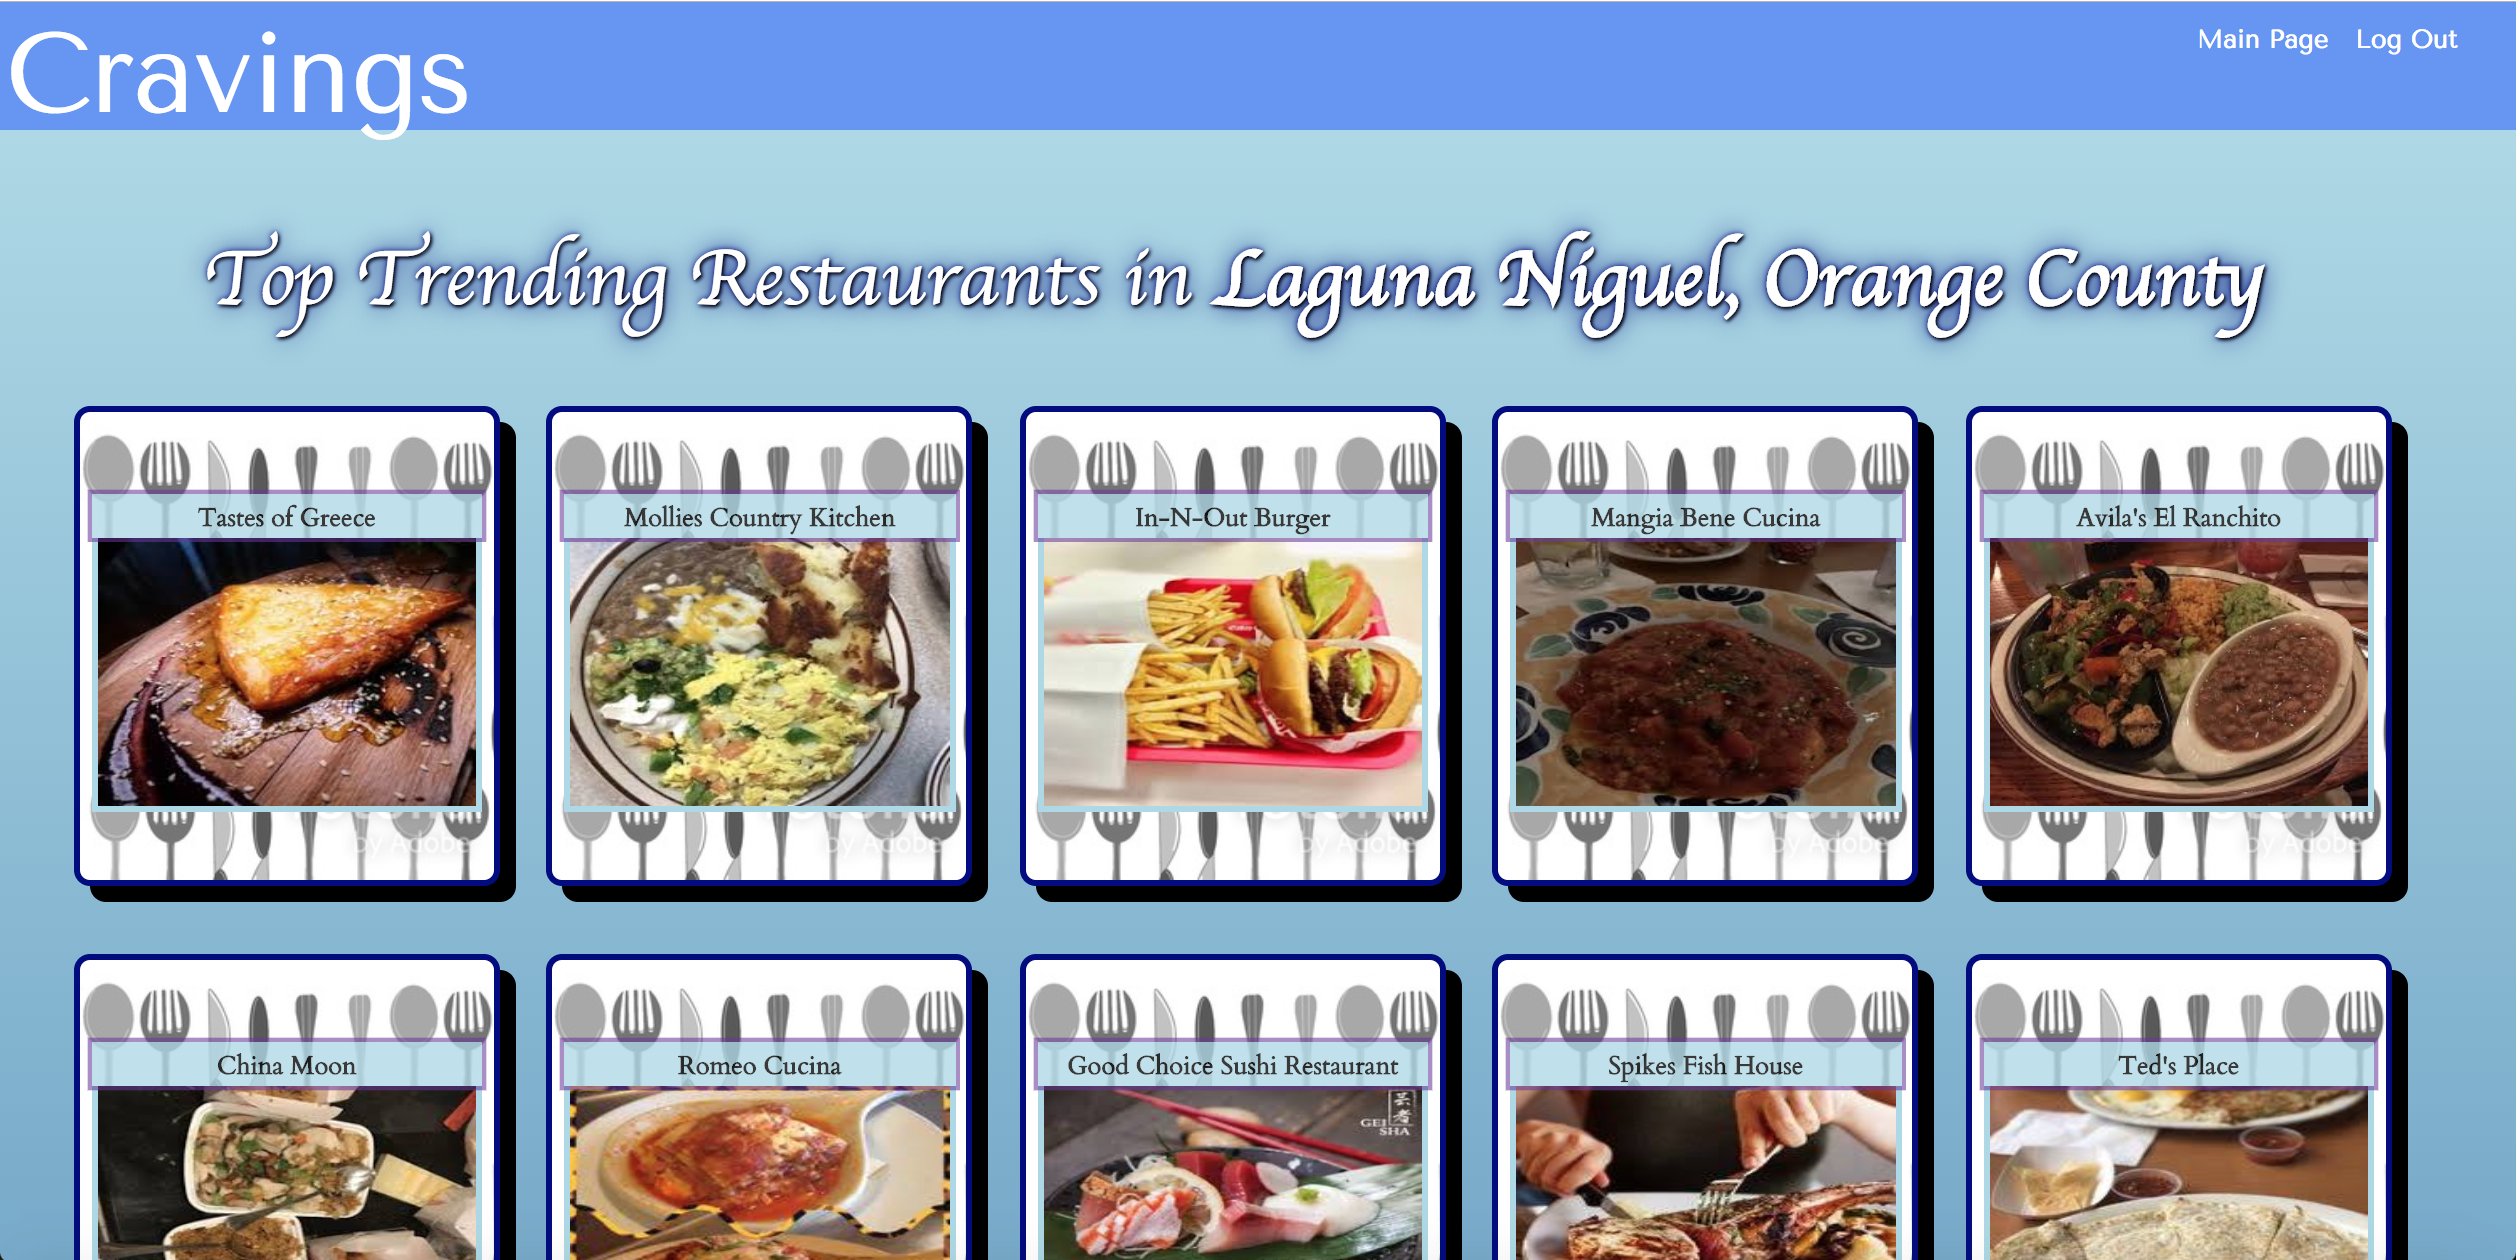 Cravings
Main Page
Log Out
Top Trending Restaurants in Laguna Niguel, Orange County
Tastes of Greece
Mollies Country Kitchen
In-N-Out Burger
Mangia Bene Cucina
Avila's El Ranchito
by Adobe
by Adobe
by Adobe
by Adobe
by Adobe
China Moon
Romeo Cucina
Good Choice Sushi Restaurant
Spikes Fish House
Ted's Place
GEI
SHA